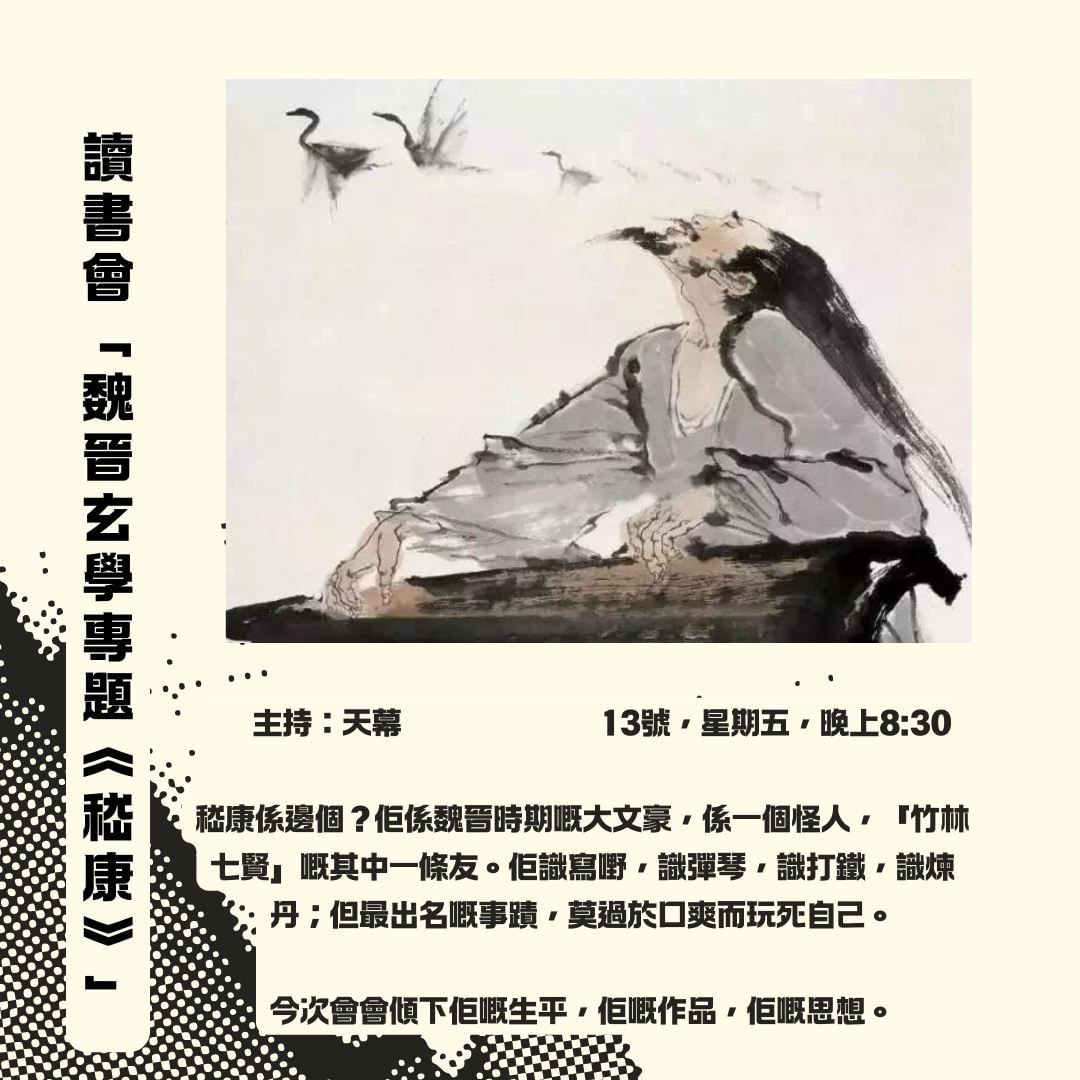 讀書會「魏晉玄學專題《嵇康》」
主持：天幕
13號，星期五，晚上8:30
嵇康係邊個？佢係魏晉時期嘅大文豪，係一個怪人，「竹林
七賢」嘅其中一條友。佢識寫嘢，識彈琴，識打鐵，識煉
丹；但最出名嘅事蹟，莫過於口爽而玩死自己。
今次會會傾下佢嘅生平，佢嘅作品，佢嘅思想。